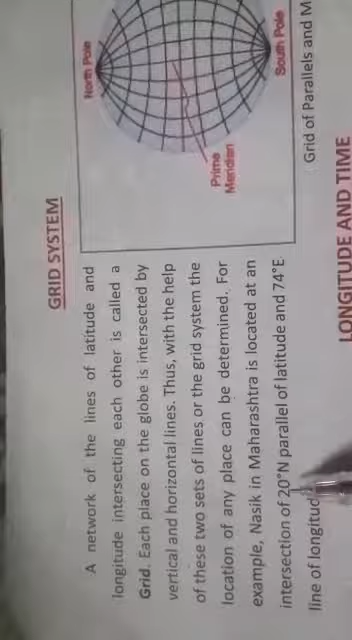 GRID SYSTEM
A network of the lines of latitude and
longitude intersecting each other is called a
Grid. Each place on the globe is intersected by
vertical and horizontal lines. Thus, with the help
of these two sets of lines or the grid system the
location of any place can be determined. For
example, Nasik in Maharashtra is located at an
intersection of 20°N parallel of latitude and 74°E
line of longitud
North Pole
Prime
Meridian
South Pole
Grid of Parallels and M
LONGITUDE AND TIME